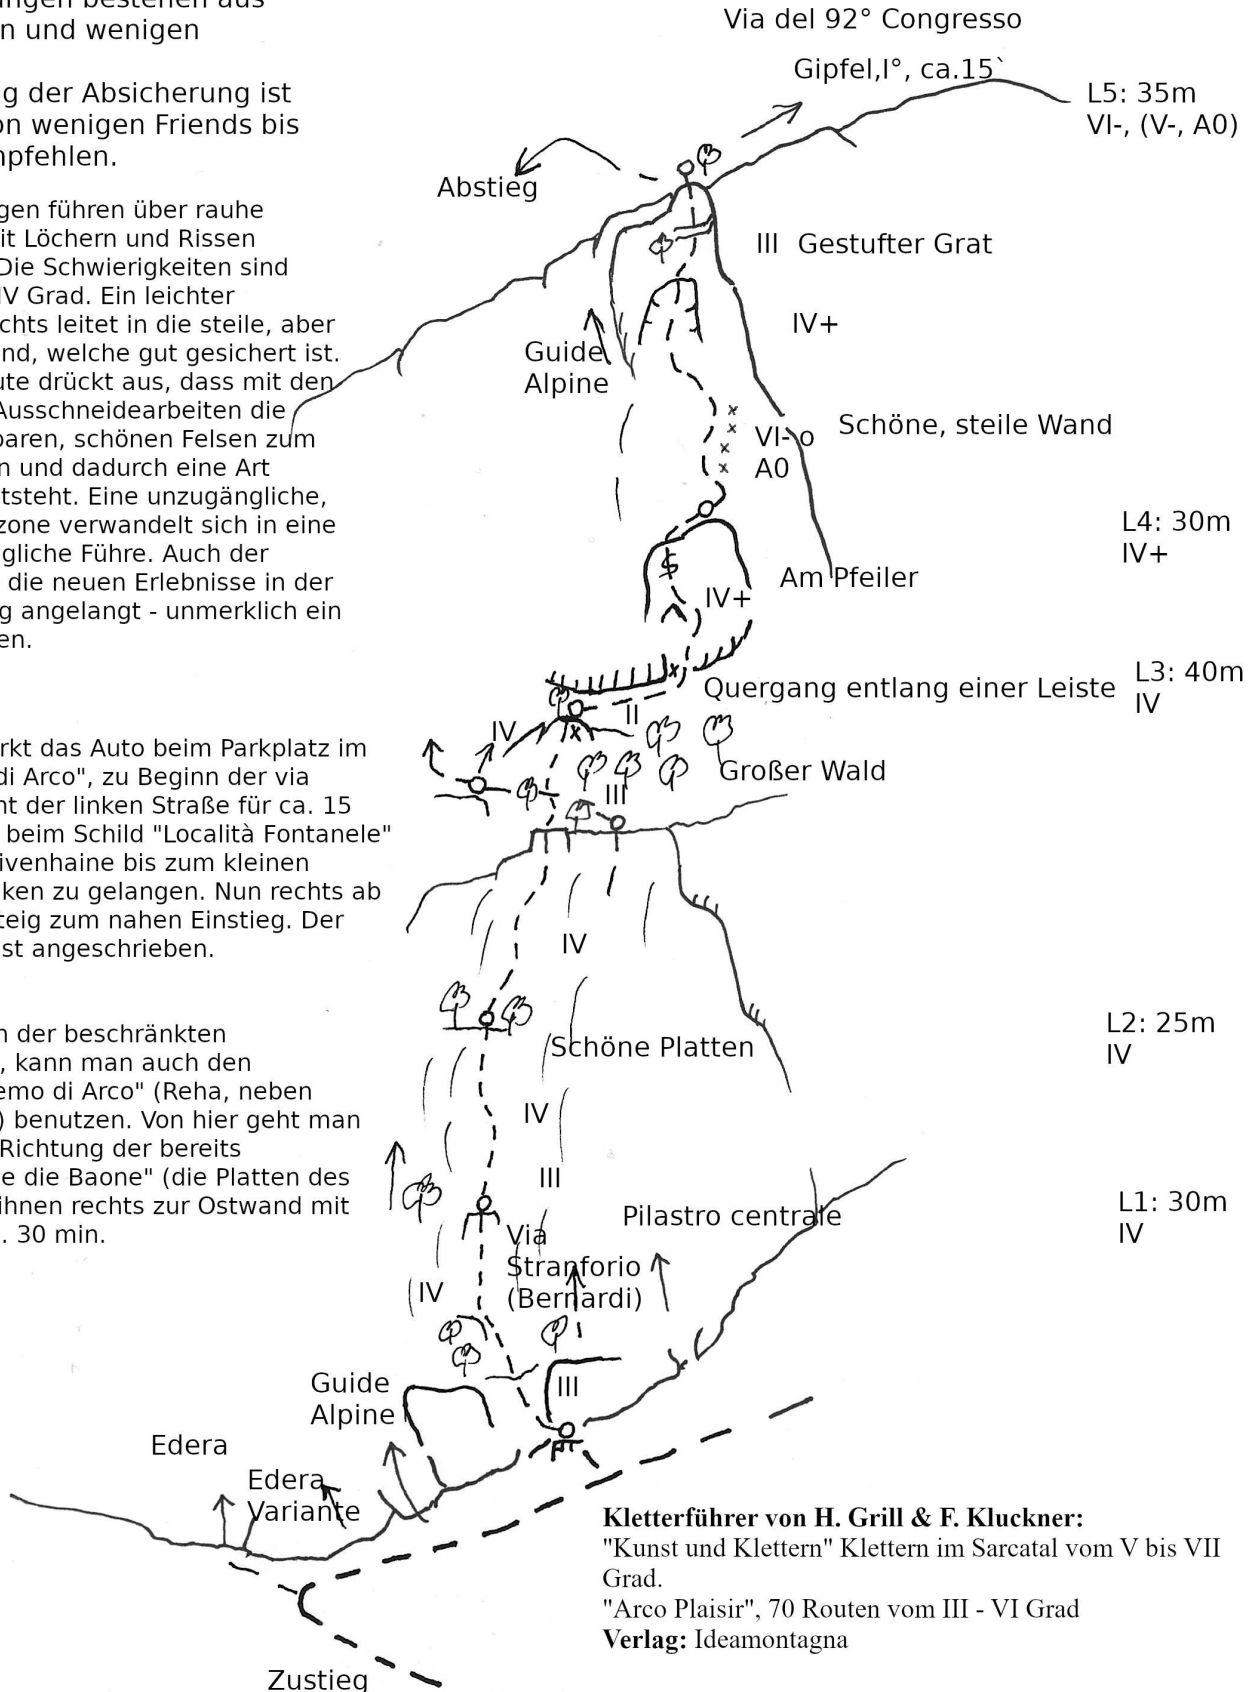 ngen bestehen aus
n und wenigen
g der Absicherung ist
on wenigen Friends bis
mpfehlen.
gen führen über rauhe
it Löchern und Rissen
Die Schwierigkeiten sind
IV Grad. Ein leichter
chts leitet in die steile, aber
nd, welche gut gesichert ist.
ute drückt aus, dass mit den
Ausschneidearbeiten die
baren, schönen Felsen zum
n und dadurch eine Art
tsteht. Eine unzugängliche,
zone verwandelt sich in eine
gliche Führe. Auch der
die neuen Erlebnisse in der
g angelangt - unmerklich ein
en.
rkt das Auto beim Parkplatz im
di Arco", zu Beginn der via
ht der linken Straße für ca. 15
beim Schild "Località Fontanele"
ivenhaine bis zum kleinen
ken zu gelangen. Nun rechts ab
teig zum nahen Einstieg. Der
st angeschrieben.
n der beschränkten
, kann man auch den
emo di Arco" (Reha, neben
) benutzen. Von hier geht man
Richtung der bereits
e die Baone" (die Platten des
ihnen rechts zur Ostwand mit
. 30 min.
Via del 92° Congresso
Gipfel,I°, ca.15`
L5: 35m
VI-, (V-, A0)
Abstieg
III Gestufter Grat
IV+
Guide
Alpine
VI- o
A0
Schöne, steile Wand
L4: 30m
IV+
Am Pfeiler
IV+
L3: 40m
IV
Quergang entlang einer Leiste
II
IV
Großer Wald
III
IV
L2: 25m
IV
Schöne Platten
IV
III
L1: 30m
IV
Pilastro centrale
Via
Stranforio
(Bernardi)
IV
III
Guide
Alpine
Edera
Edera
Variante
Zustieg
Kletterführer von H. Grill & F. Kluckner:
"Kunst und Klettern" Klettern im Sarcatal vom V bis VII
Grad.
"Arco Plaisir", 70 Routen vom III - VI Grad
Verlag: Ideamontagna